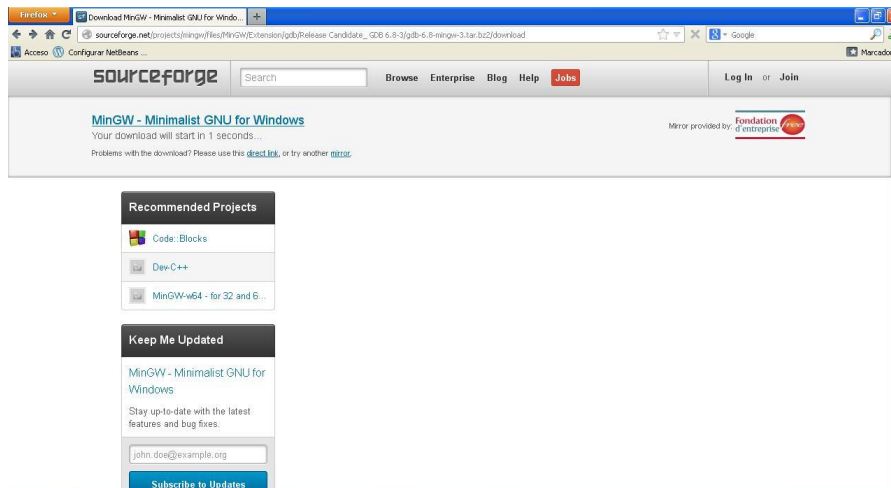 Firefox
Download MinGW - Minimalist GNU for Windo...
sourceforge.net/projects/mingw/files/MinGW/Extension/gdb/Release Candidate_ GDB 6.8-3/gdb-6.8-mingw-3.tar.bz2/download
Google
Acceso Configurar NetBeans ...
Marcado
sourceforge
Search
Browse Enterprise Blog Help Jobs
Log In or Join
MinGW - Minimalist GNU for Windows
Your download will start in 1 seconds...
Problems with the download? Please use this direct link, or try another mirror.
Mirror provided by:
Fondation
d'entreprise
free
Recommended Projects
Code::Blocks
Dev-C++
MinGW-w64 - for 32 and 6...
Keep Me Updated
MinGW - Minimalist GNU for
Windows
Stay up-to-date with the latest
features and bug fixes.
john.doe@example.org
Subscribe to Updates